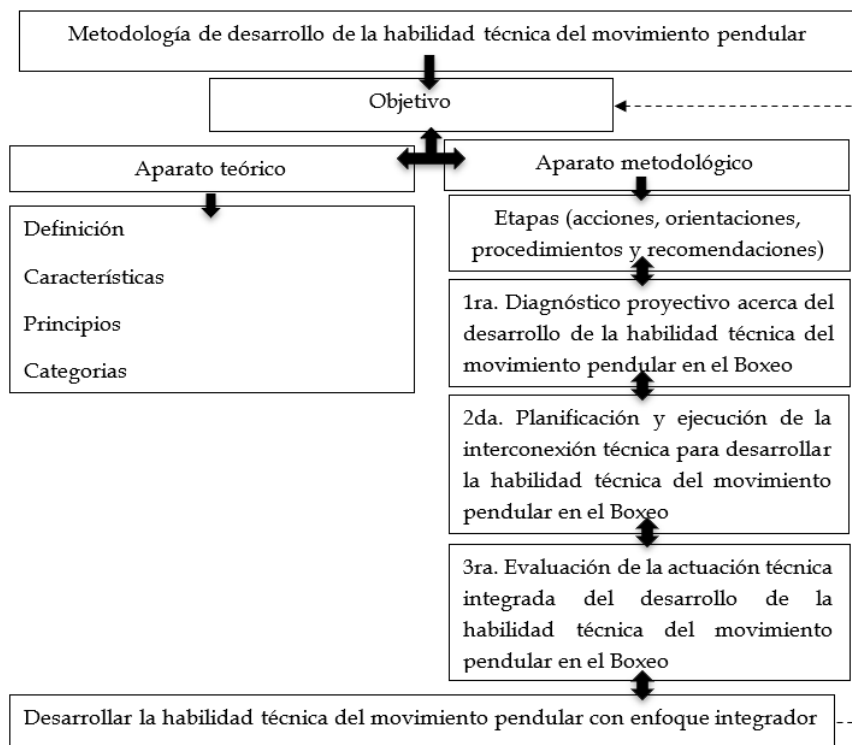 Metodología de desarrollo de la habilidad técnica del movimiento pendular
Objetivo
Aparato teórico
Definición
Características
Principios
Categorias
Aparato metodológico
Etapas (acciones, orientaciones,
procedimientos y recomendaciones)
1ra. Diagnóstico proyectivo acerca del
desarrollo de la habilidad técnica del
movimiento pendular en el Boxeo
2da. Planificación y ejecución de la
interconexión técnica para desarrollar
la habilidad técnica del movimiento
pendular en el Boxeo
3ra. Evaluación de la actuación técnica
integrada del desarrollo de la
habilidad técnica del movimiento
pendular en el Boxeo
Desarrollar la habilidad técnica del movimiento pendular con enfoque integrador